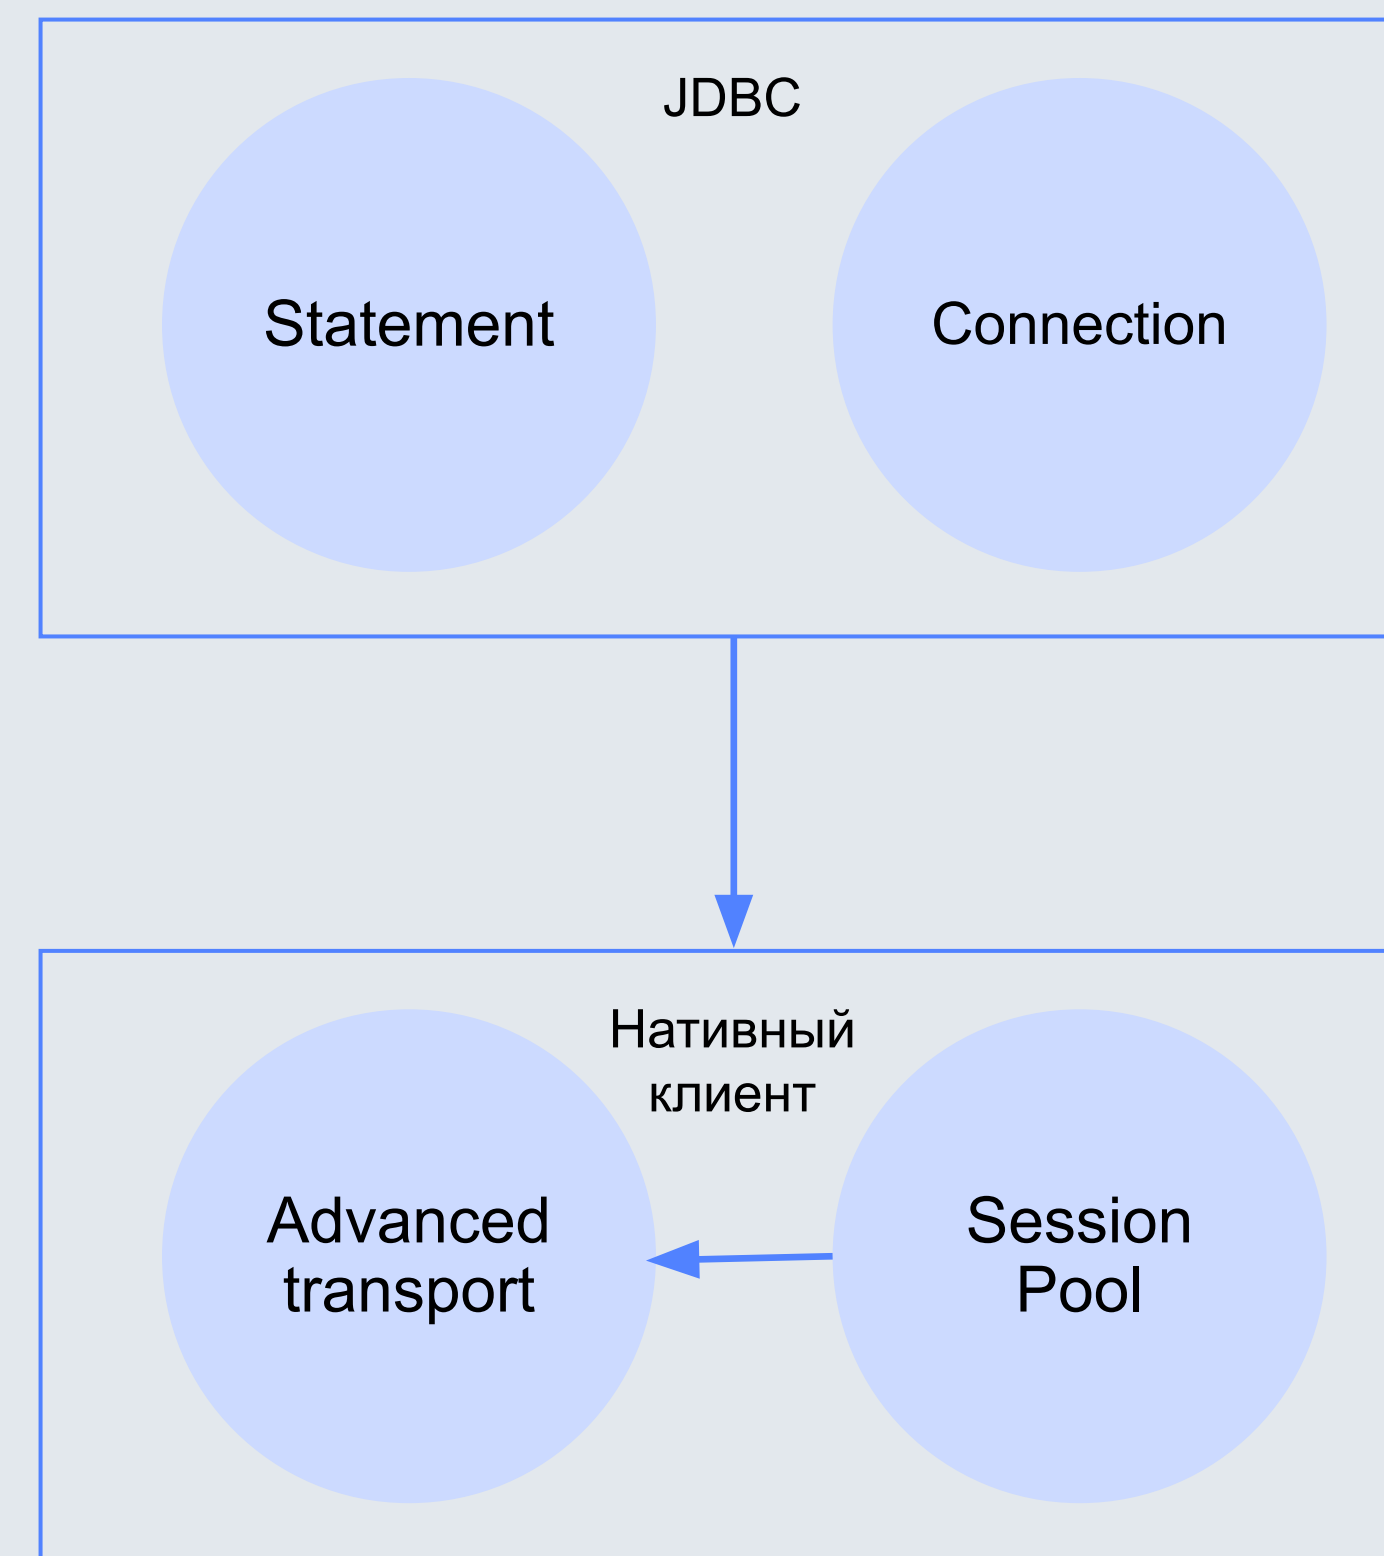 JDBC
Statement
Connection
Нативный
клиент
Advanced
transport
Session
Pool